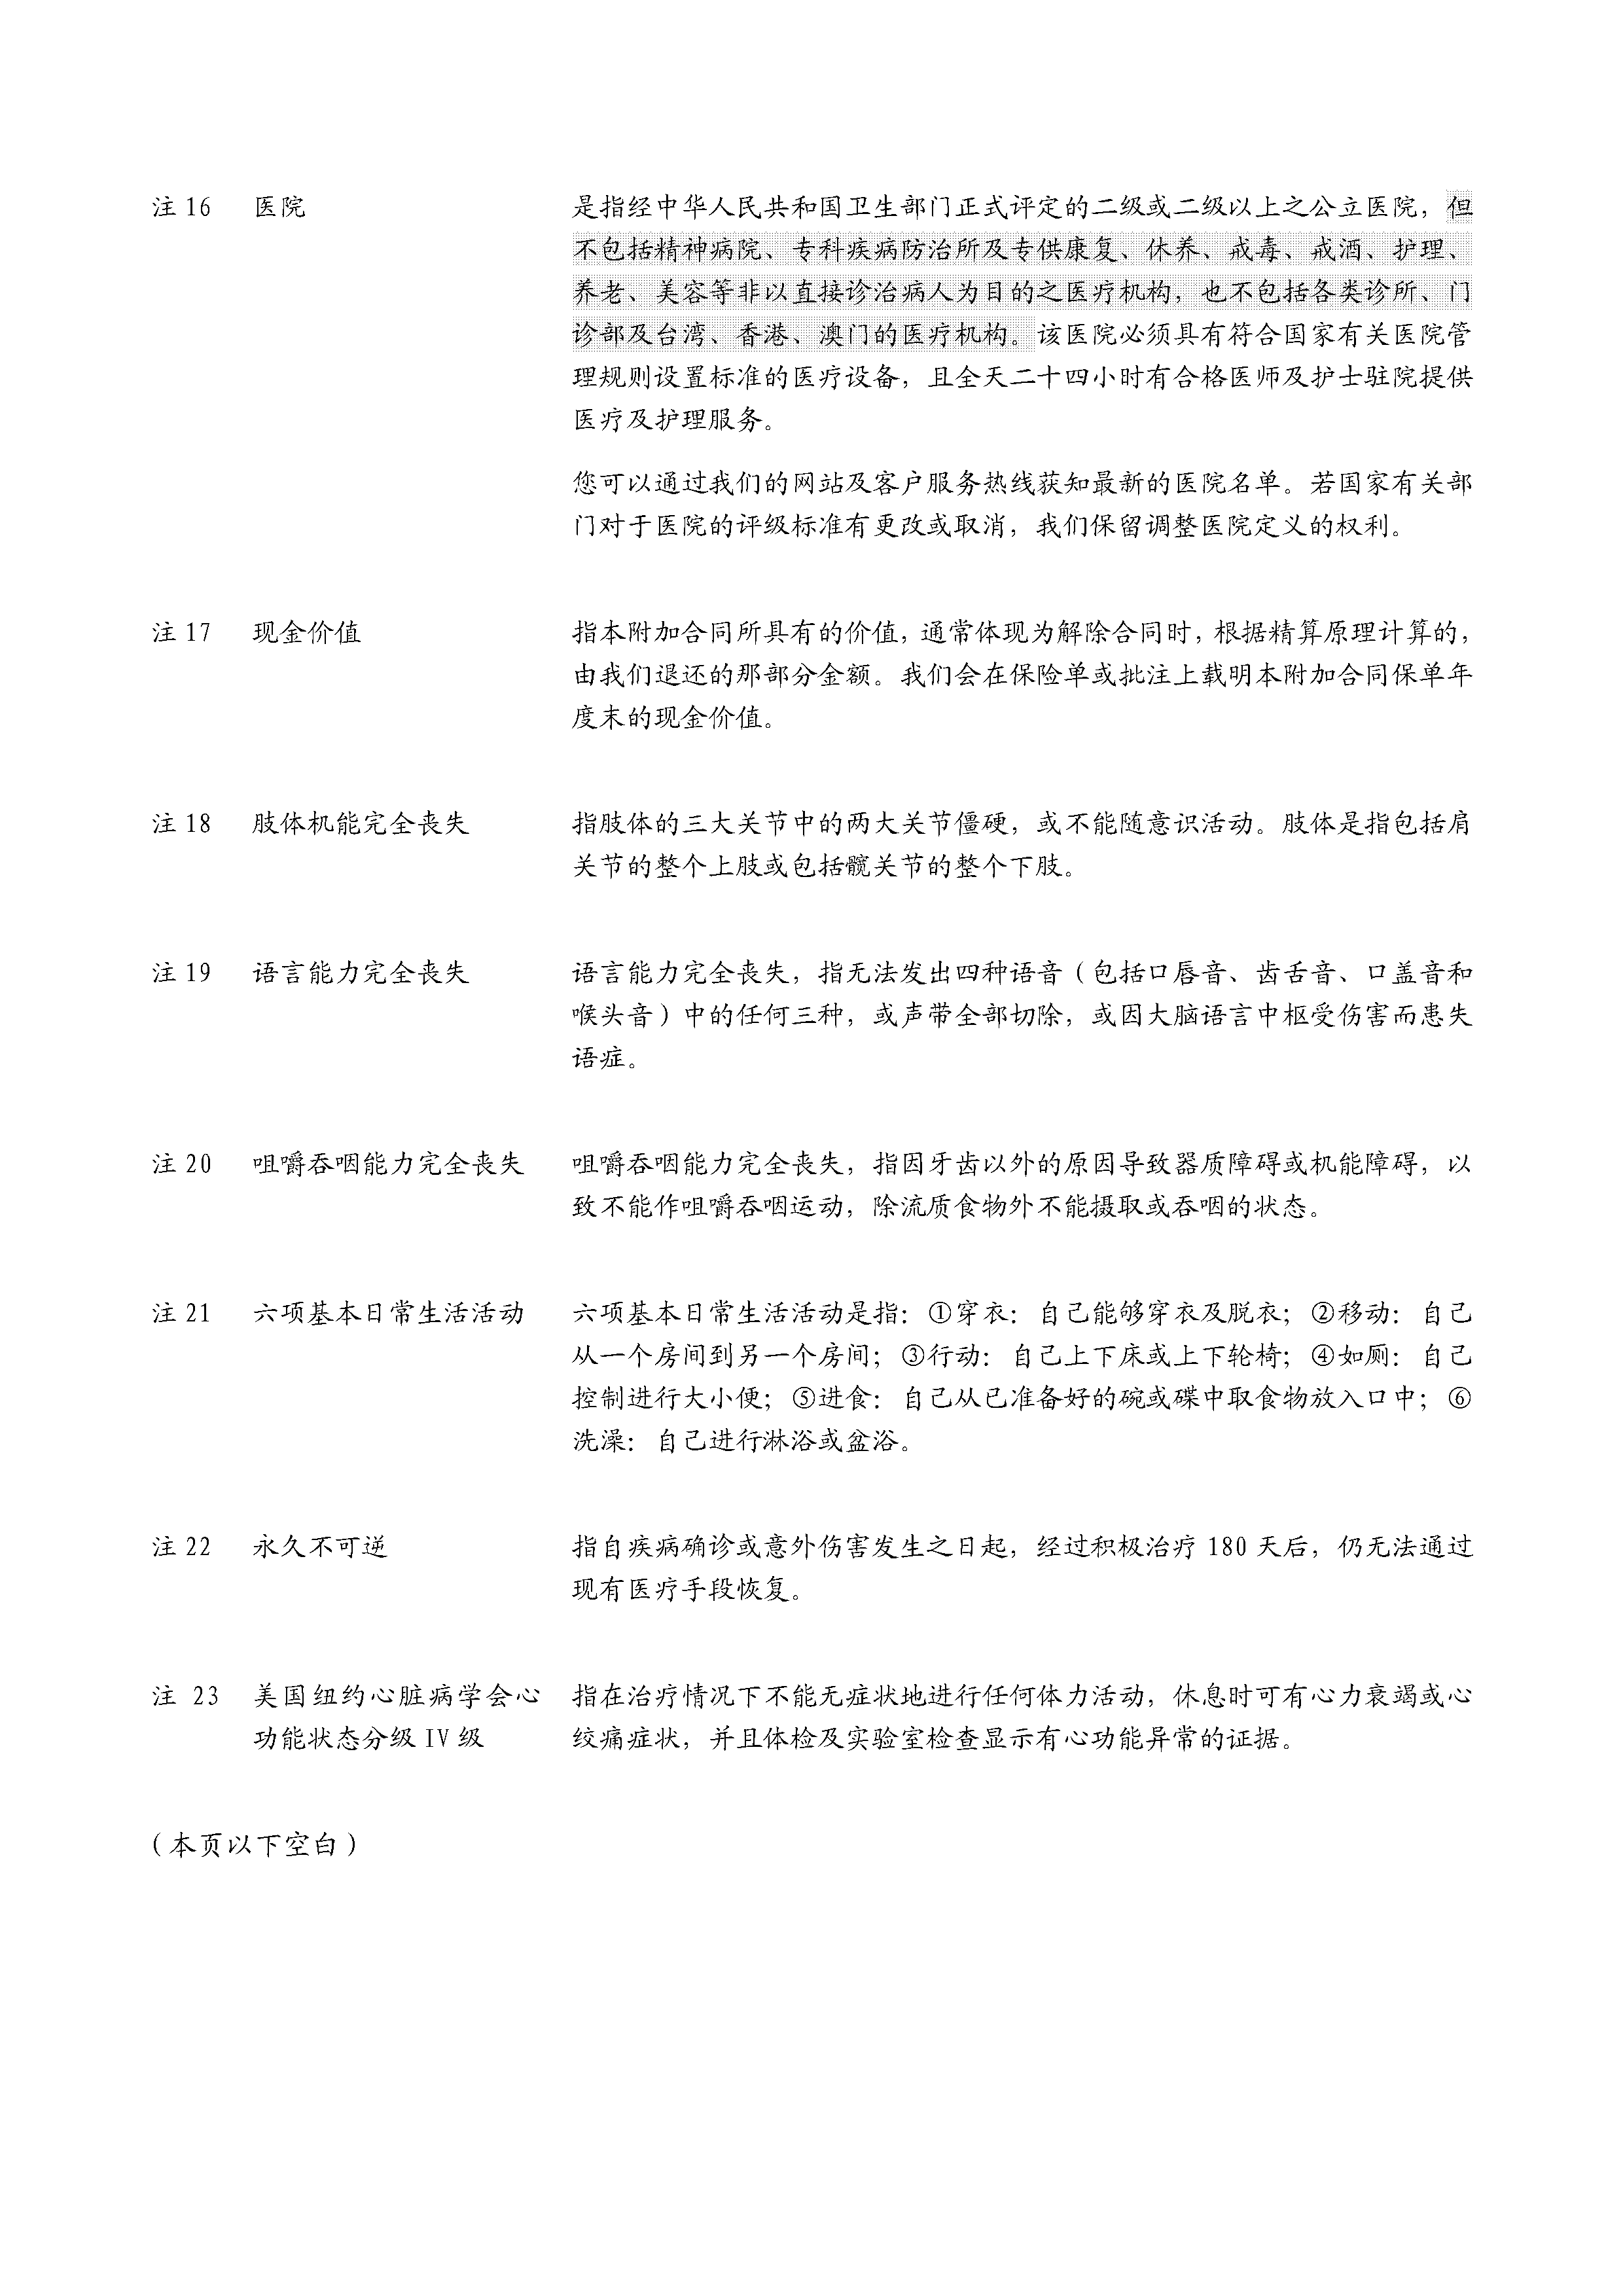 注 16 医院 是指经中华人民共和国卫生部门正式评定的二级或二级以上之公立医院，但
不包括精神病院、专科疾病防治所及专供康复、休养、戒毒、戒酒、护理、
养老、美容等非以直接诊治病人为目的之医疗机构，也不包括各类诊所、门
诊部及台湾、香港、澳门的医疗机构。该医院必须具有符合国家有关医院管
理规则设置标准的医疗设备，且全天二十四小时有合格医师及护士驻院提供
医疗及护理服务。
您可以通过我们的网站及客户服务热线获知最新的医院名单。若国家有关部
门对于医院的评级标准有更改或取消，我们保留调整医院定义的权利。
注 17 现金价值 指本附加合同所具有的价值，通常体现为解除合同时，根据精算原理计算的，
由我们退还的那部分金额。我们会在保险单或批注上载明本附加合同保单年
度末的现金价值。
注 18 肢体机能完全丧失 指肢体的三大关节中的两大关节僵硬，或不能随意识活动。肢体是指包括肩
关节的整个上肢或包括髋关节的整个下肢。
注 19 语言能力完全丧失 语言能力完全丧失，指无法发出四种语音（包括口唇音、齿舌音、口盖音和
喉头音）中的任何三种，或声带全部切除，或因大脑语言中枢受伤害而患失
语症。
注 20 咀嚼吞咽能力完全丧失 咀嚼吞咽能力完全丧失，指因牙齿以外的原因导致器质障碍或机能障碍，以
致不能作咀嚼吞咽运动，除流质食物外不能摄取或吞咽的状态。
注 21 六项基本日常生活活动 六项基本日常生活活动是指：①穿衣：自己能够穿衣及脱衣；②移动：自己
从一个房间到另一个房间；③行动：自己上下床或上下轮椅；④如厕：自己
控制进行大小便；⑤进食：自己从已准备好的碗或碟中取食物放入口中；⑥
洗澡：自己进行淋浴或盆浴。
注 22 永久不可逆 指自疾病确诊或意外伤害发生之日起，经过积极治疗 180 天后，仍无法通过
现有医疗手段恢复。
注 23 美国纽约心脏病学会心 指在治疗情况下不能无症状地进行任何体力活动，休息时可有心力衰竭或心
功能状态分级 IV 级 绞痛症状，并且体检及实验室检查显示有心功能异常的证据。
（本页以下空白）